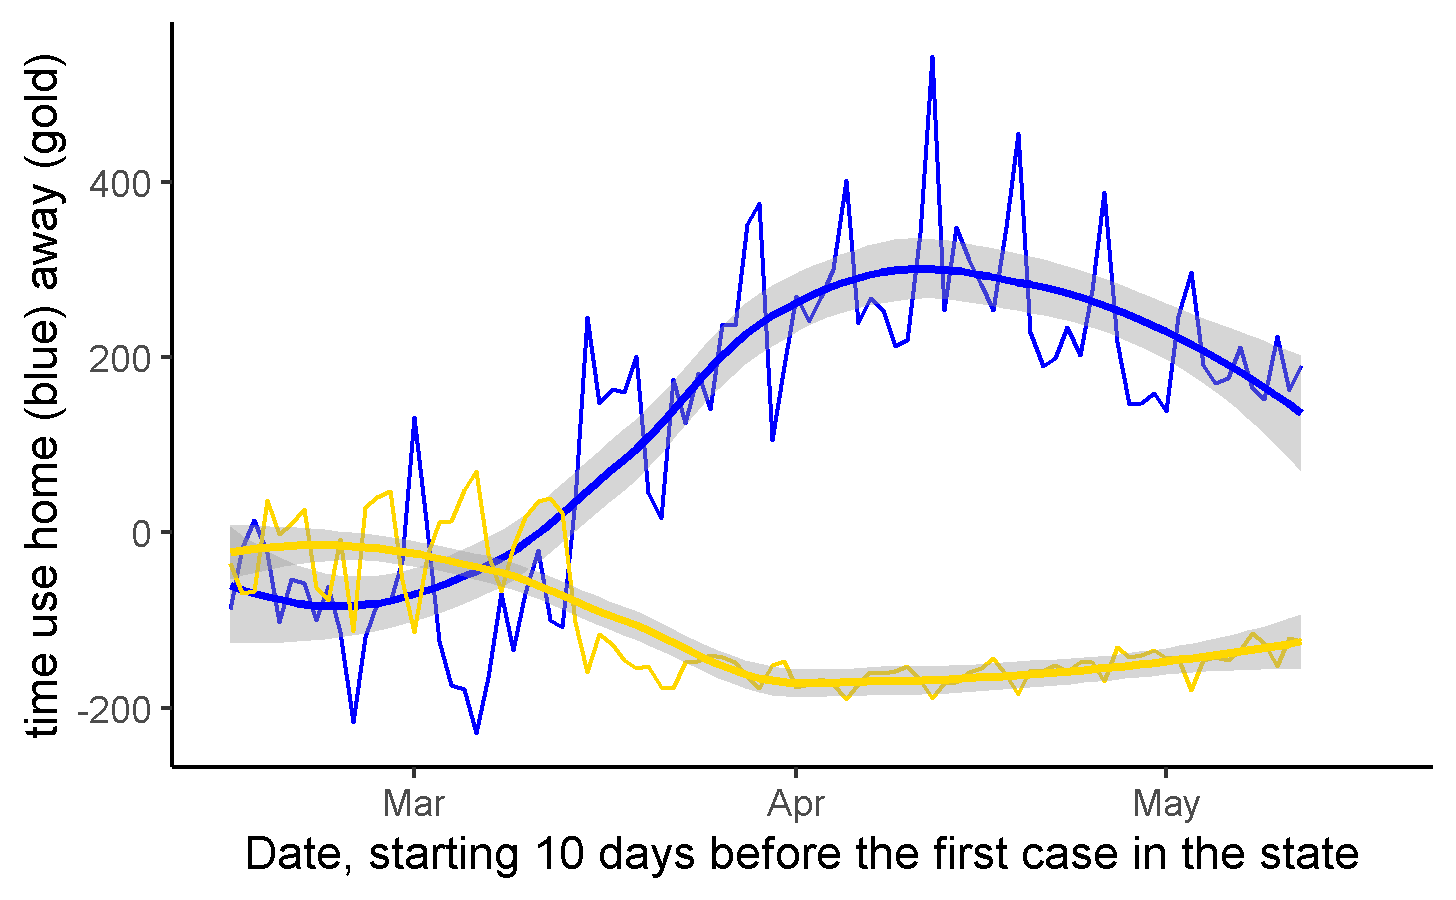 time use home (blue) away (gold)
400
200
0
-200
Mar Apr May
Date, starting 10 days before the first case in the state